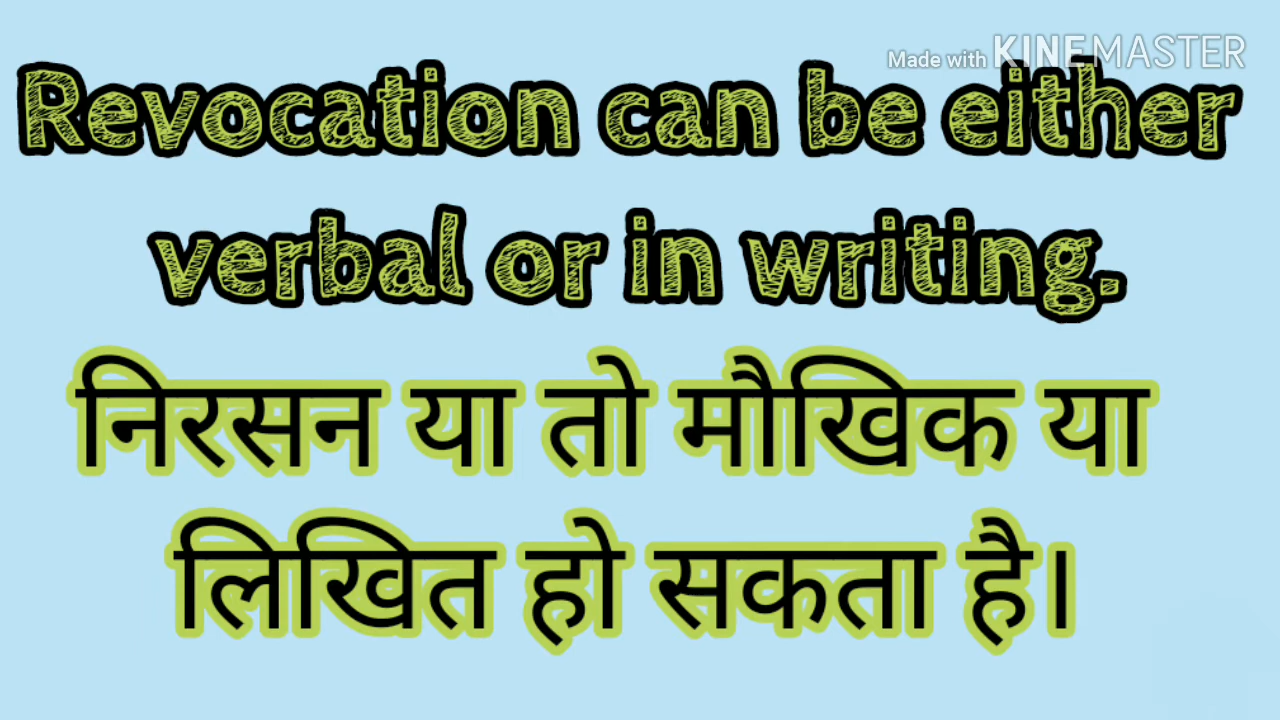 Made with KINEMASTER
Revocation can be either
verbal or in writing.
निरसन या तो मौखिक या
लिखित हो सकता है।